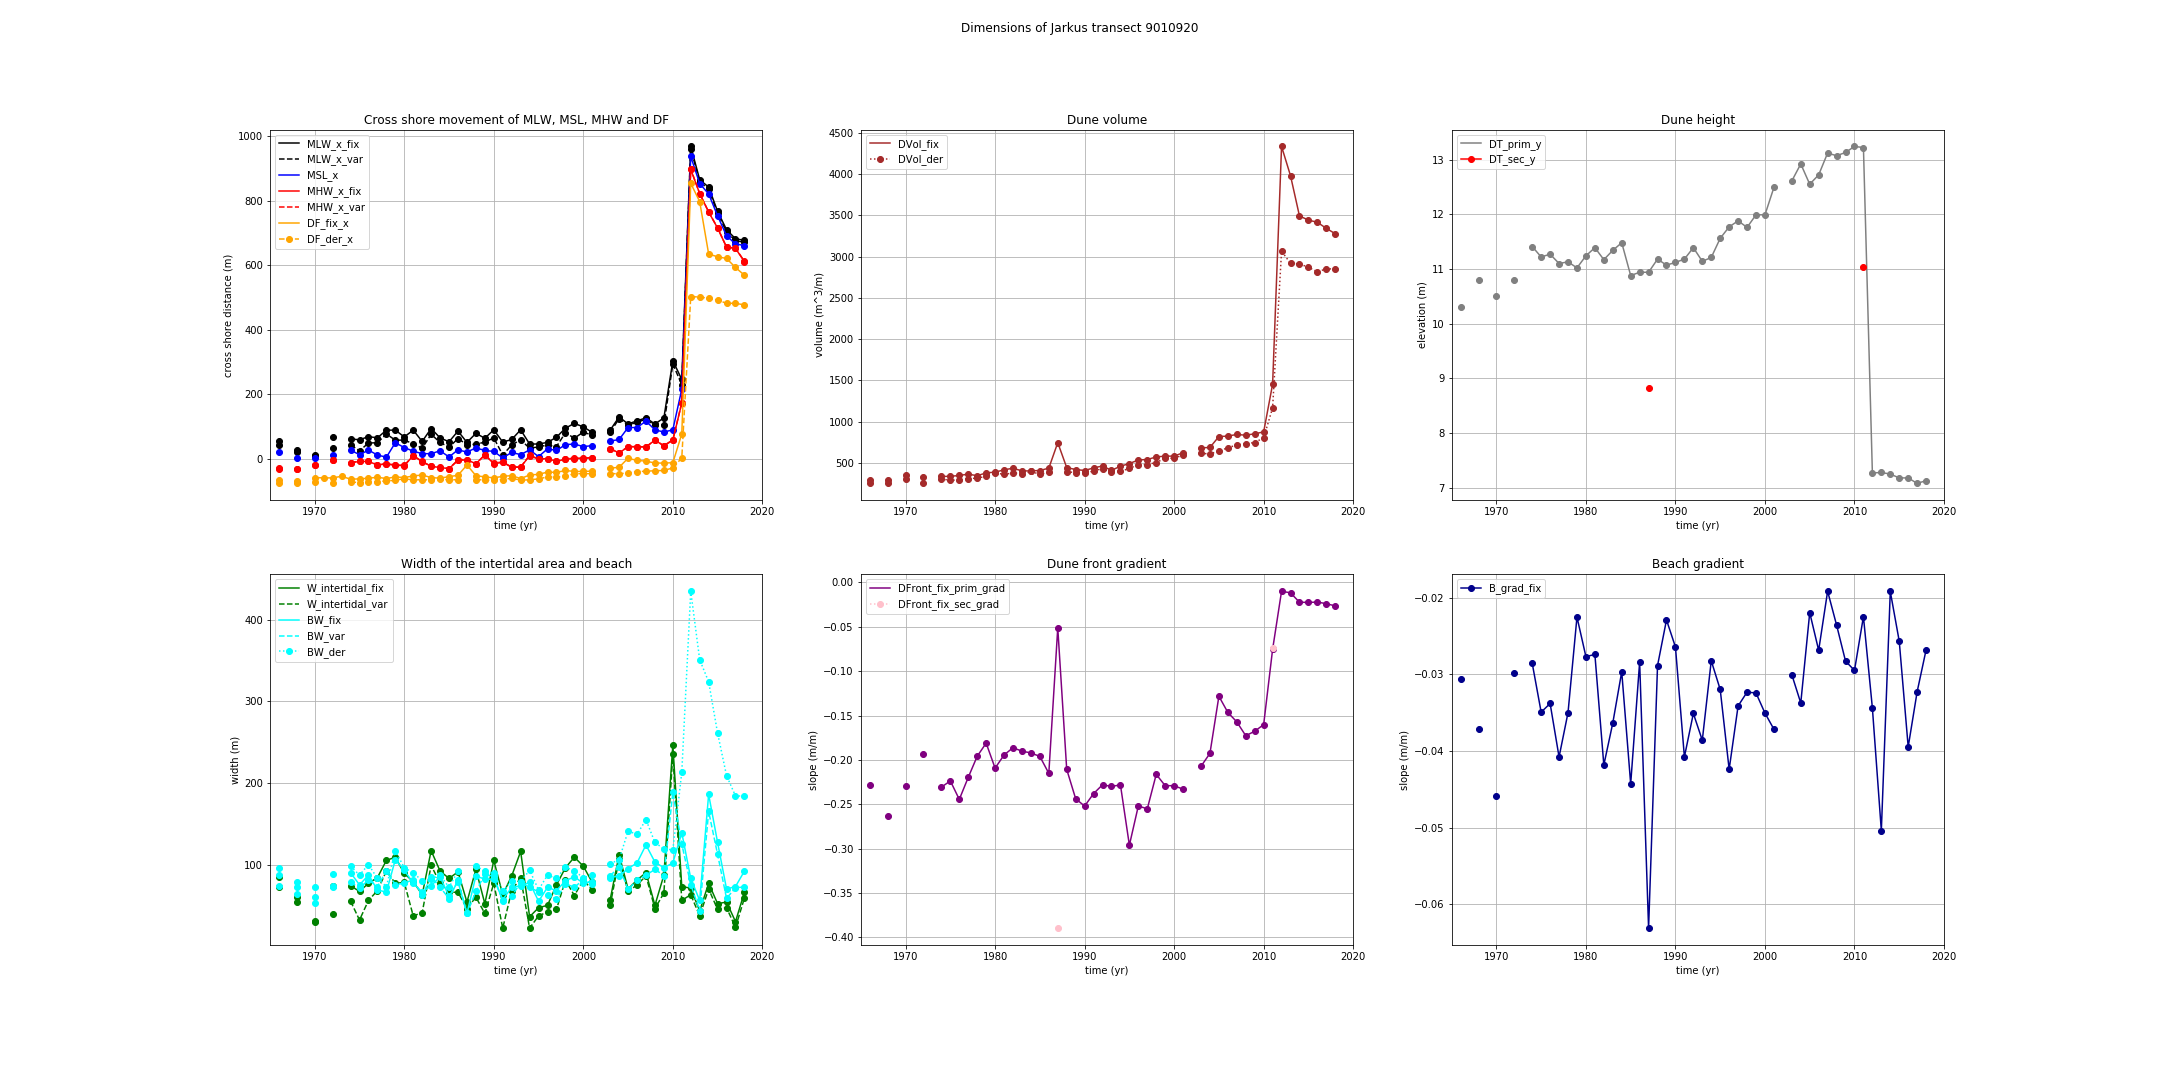 Dimensions of Jarkus transect 9010920
Cross shore movement of MLW, MSL, MHW and DF
MLW_x_fix
MLW_x_var
MSL_x
MHW_x_fix
MHW_x_var
DF_fix_x
DF_der_x
1000
800
600
400
200
0
cross shore distance (m)
1970 1980 1990 2000 2010 2020
time (yr)
Dune volume
DVol_fix
DVol_der
4500
4000
3500
3000
2500
2000
1500
1000
500
volume (m^3/m)
1970 1980 1990 2000 2010 2020
time (yr)
Dune height
DT_prim_y
DT_sec_y
13
12
11
10
9
8
7
elevation (m)
1970 1980 1990 2000 2010 2020
time (yr)
Width of the intertidal area and beach
W_intertidal_fix
W_intertidal_var
BW_fix
BW_var
BW_der
400
300
200
100
width (m)
1970 1980 1990 2000 2010 2020
time (yr)
Dune front gradient
DFront_fix_prim_grad
DFront_fix_sec_grad
0.00
−0.05
−0.10
−0.15
−0.20
−0.25
−0.30
−0.35
−0.40
slope (m/m)
1970 1980 1990 2000 2010 2020
time (yr)
Beach gradient
B_grad_fix
−0.02
−0.03
−0.04
−0.05
−0.06
slope (m/m)
1970 1980 1990 2000 2010 2020
time (yr)